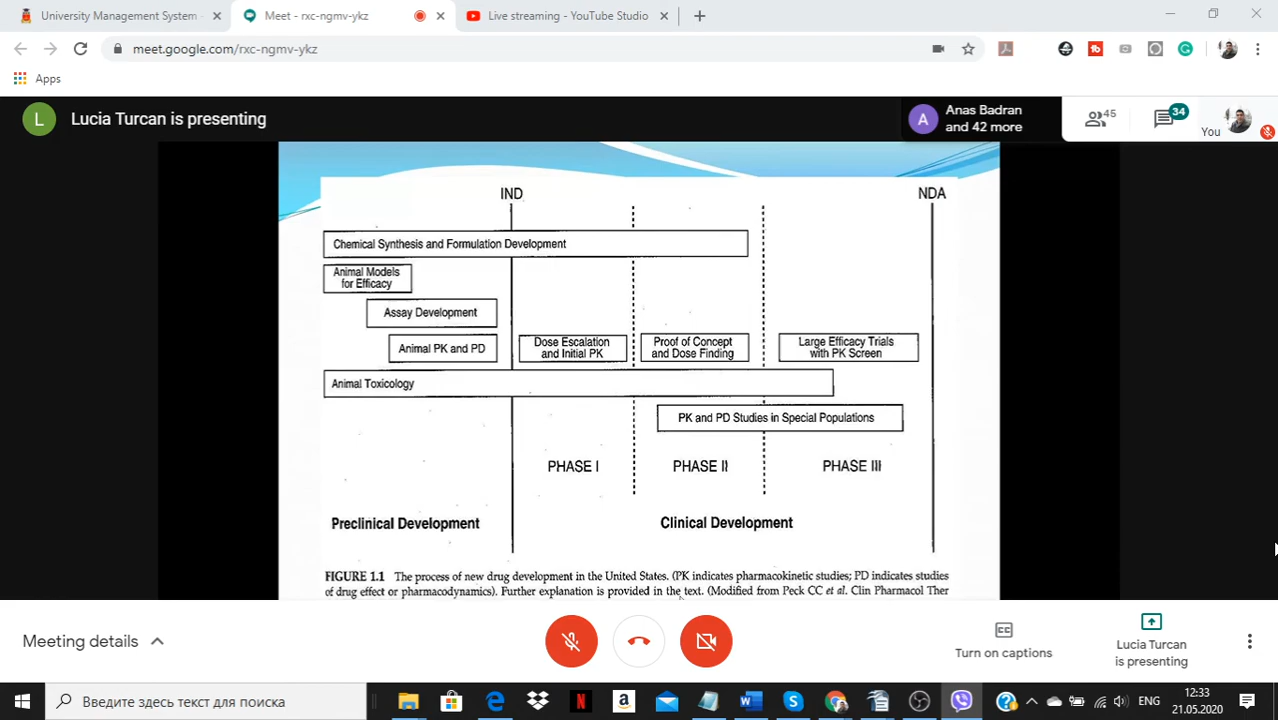 University Management System -
Meet - rxc-ngmv-ykz
Live streaming - YouTube Studio
meet.google.com/rxc-ngmv-ykz
Apps
L
Lucia Turcan is presenting
A
Anas Badran
and 42 more
45
34
You
IND
NDA
Chemical Synthesis and Formulation Development
Animal Models
for Efficacy
Assay Development
Animal PK and PD
Dose Escalation
and Initial PK
Proof of Concept
and Dose Finding
Large Efficacy Trials
with PK Screen
Animal Toxicology
PK and PD Studies in Special Populations
PHASE I
PHASE II
PHASE III
Preclinical Development
Clinical Development
FIGURE 1.1 The process of new drug development in the United States. (PK indicates pharmacokinetic studies; PD indicates studies
of drug effect or pharmacodynamics). Further explanation is provided in the text. (Modified from Peck CC et al. Clin Pharmacol Ther
Meeting details
Turn on captions
Lucia Turcan
is presenting
Введите здесь текст для поиска
ENG
12:33
21.05.2020